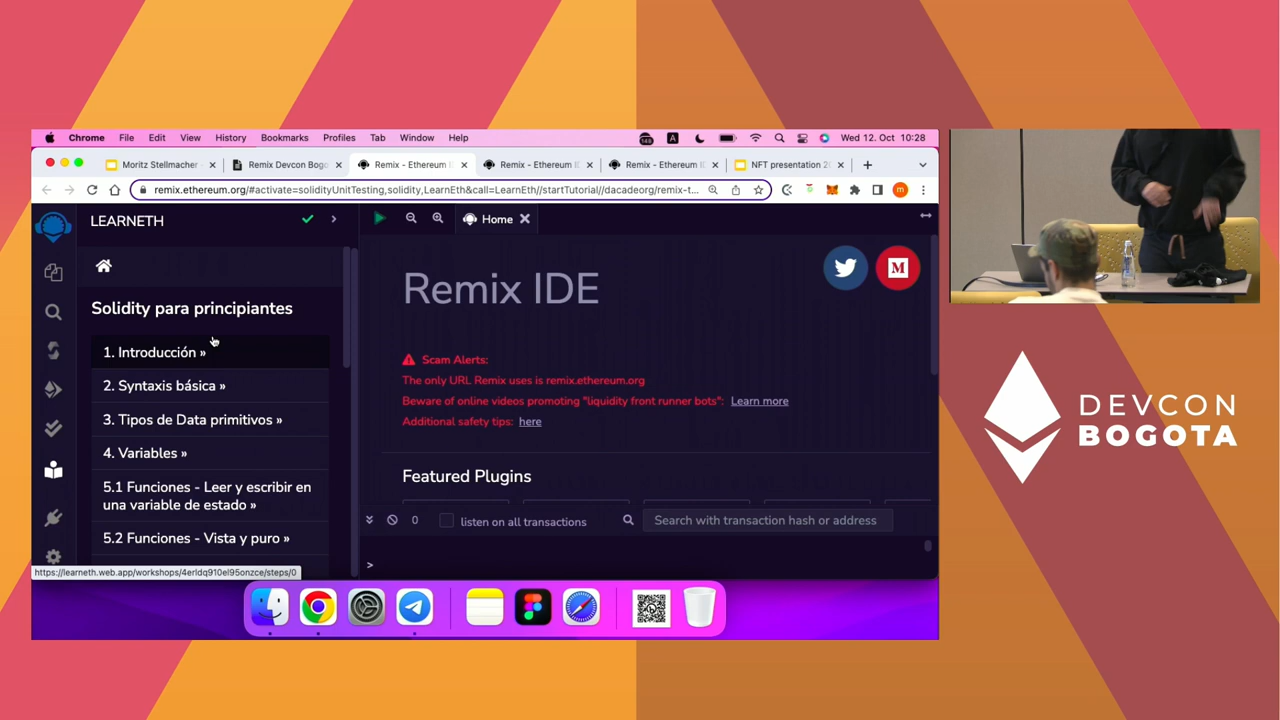 Chrome File Edit View History Bookmarks Profiles Tab Window Help
A
Wed 12. Oct 10:28
Moritz Stellmacher
Remix Devcon Bogo
Remix - Ethereum I
Remix - Ethereum ID
Remix - Ethereum ID
NFT presentation 20
remix.ethereum.org/#activate=solidityUnitTesting,solidity,LearnEth&call=LearnEth//startTutorial//dacadeorg/remix-t...
m
LEARNETH
Home
Solidity para principiantes
1. Introducción »
2. Syntaxis básica »
3. Tipos de Data primitivos »
4. Variables »
5.1 Funciones - Leer y escribir en
una variable de estado »
5.2 Funciones - Vista y puro »
https://learneth.web.app/workshops/4erldq910el95onzce/steps/0
Remix IDE
M
Scam Alerts:
The only URL Remix uses is remix.ethereum.org
Beware of online videos promoting "liquidity front runner bots": Learn more
Additional safety tips: here
Featured Plugins
0
listen on all transactions
Search with transaction hash or address
>
DEVCON
BOGOTA